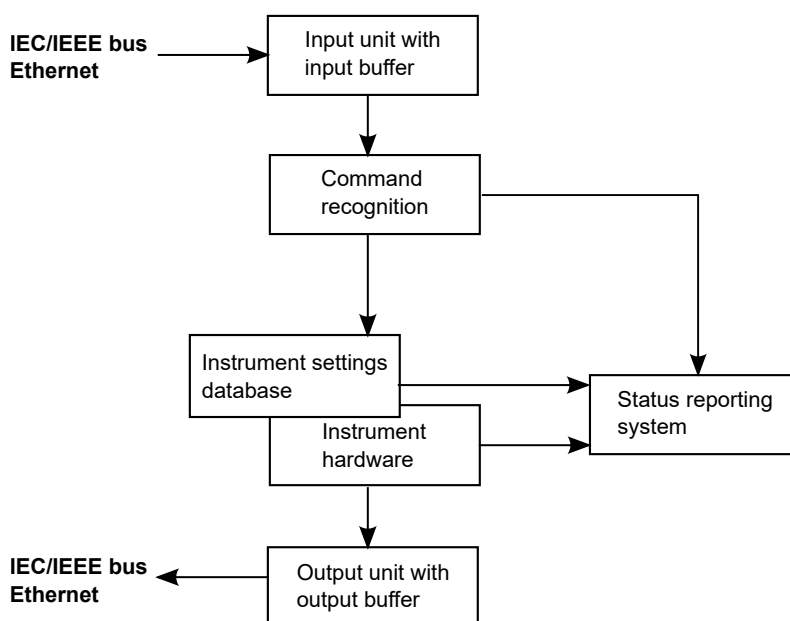 IEC/IEEE bus
Ethernet
Input unit with
input buffer
Command
recognition
Instrument settings
database
Instrument
hardware
Status reporting
system
IEC/IEEE bus
Ethernet
Output unit with
output buffer